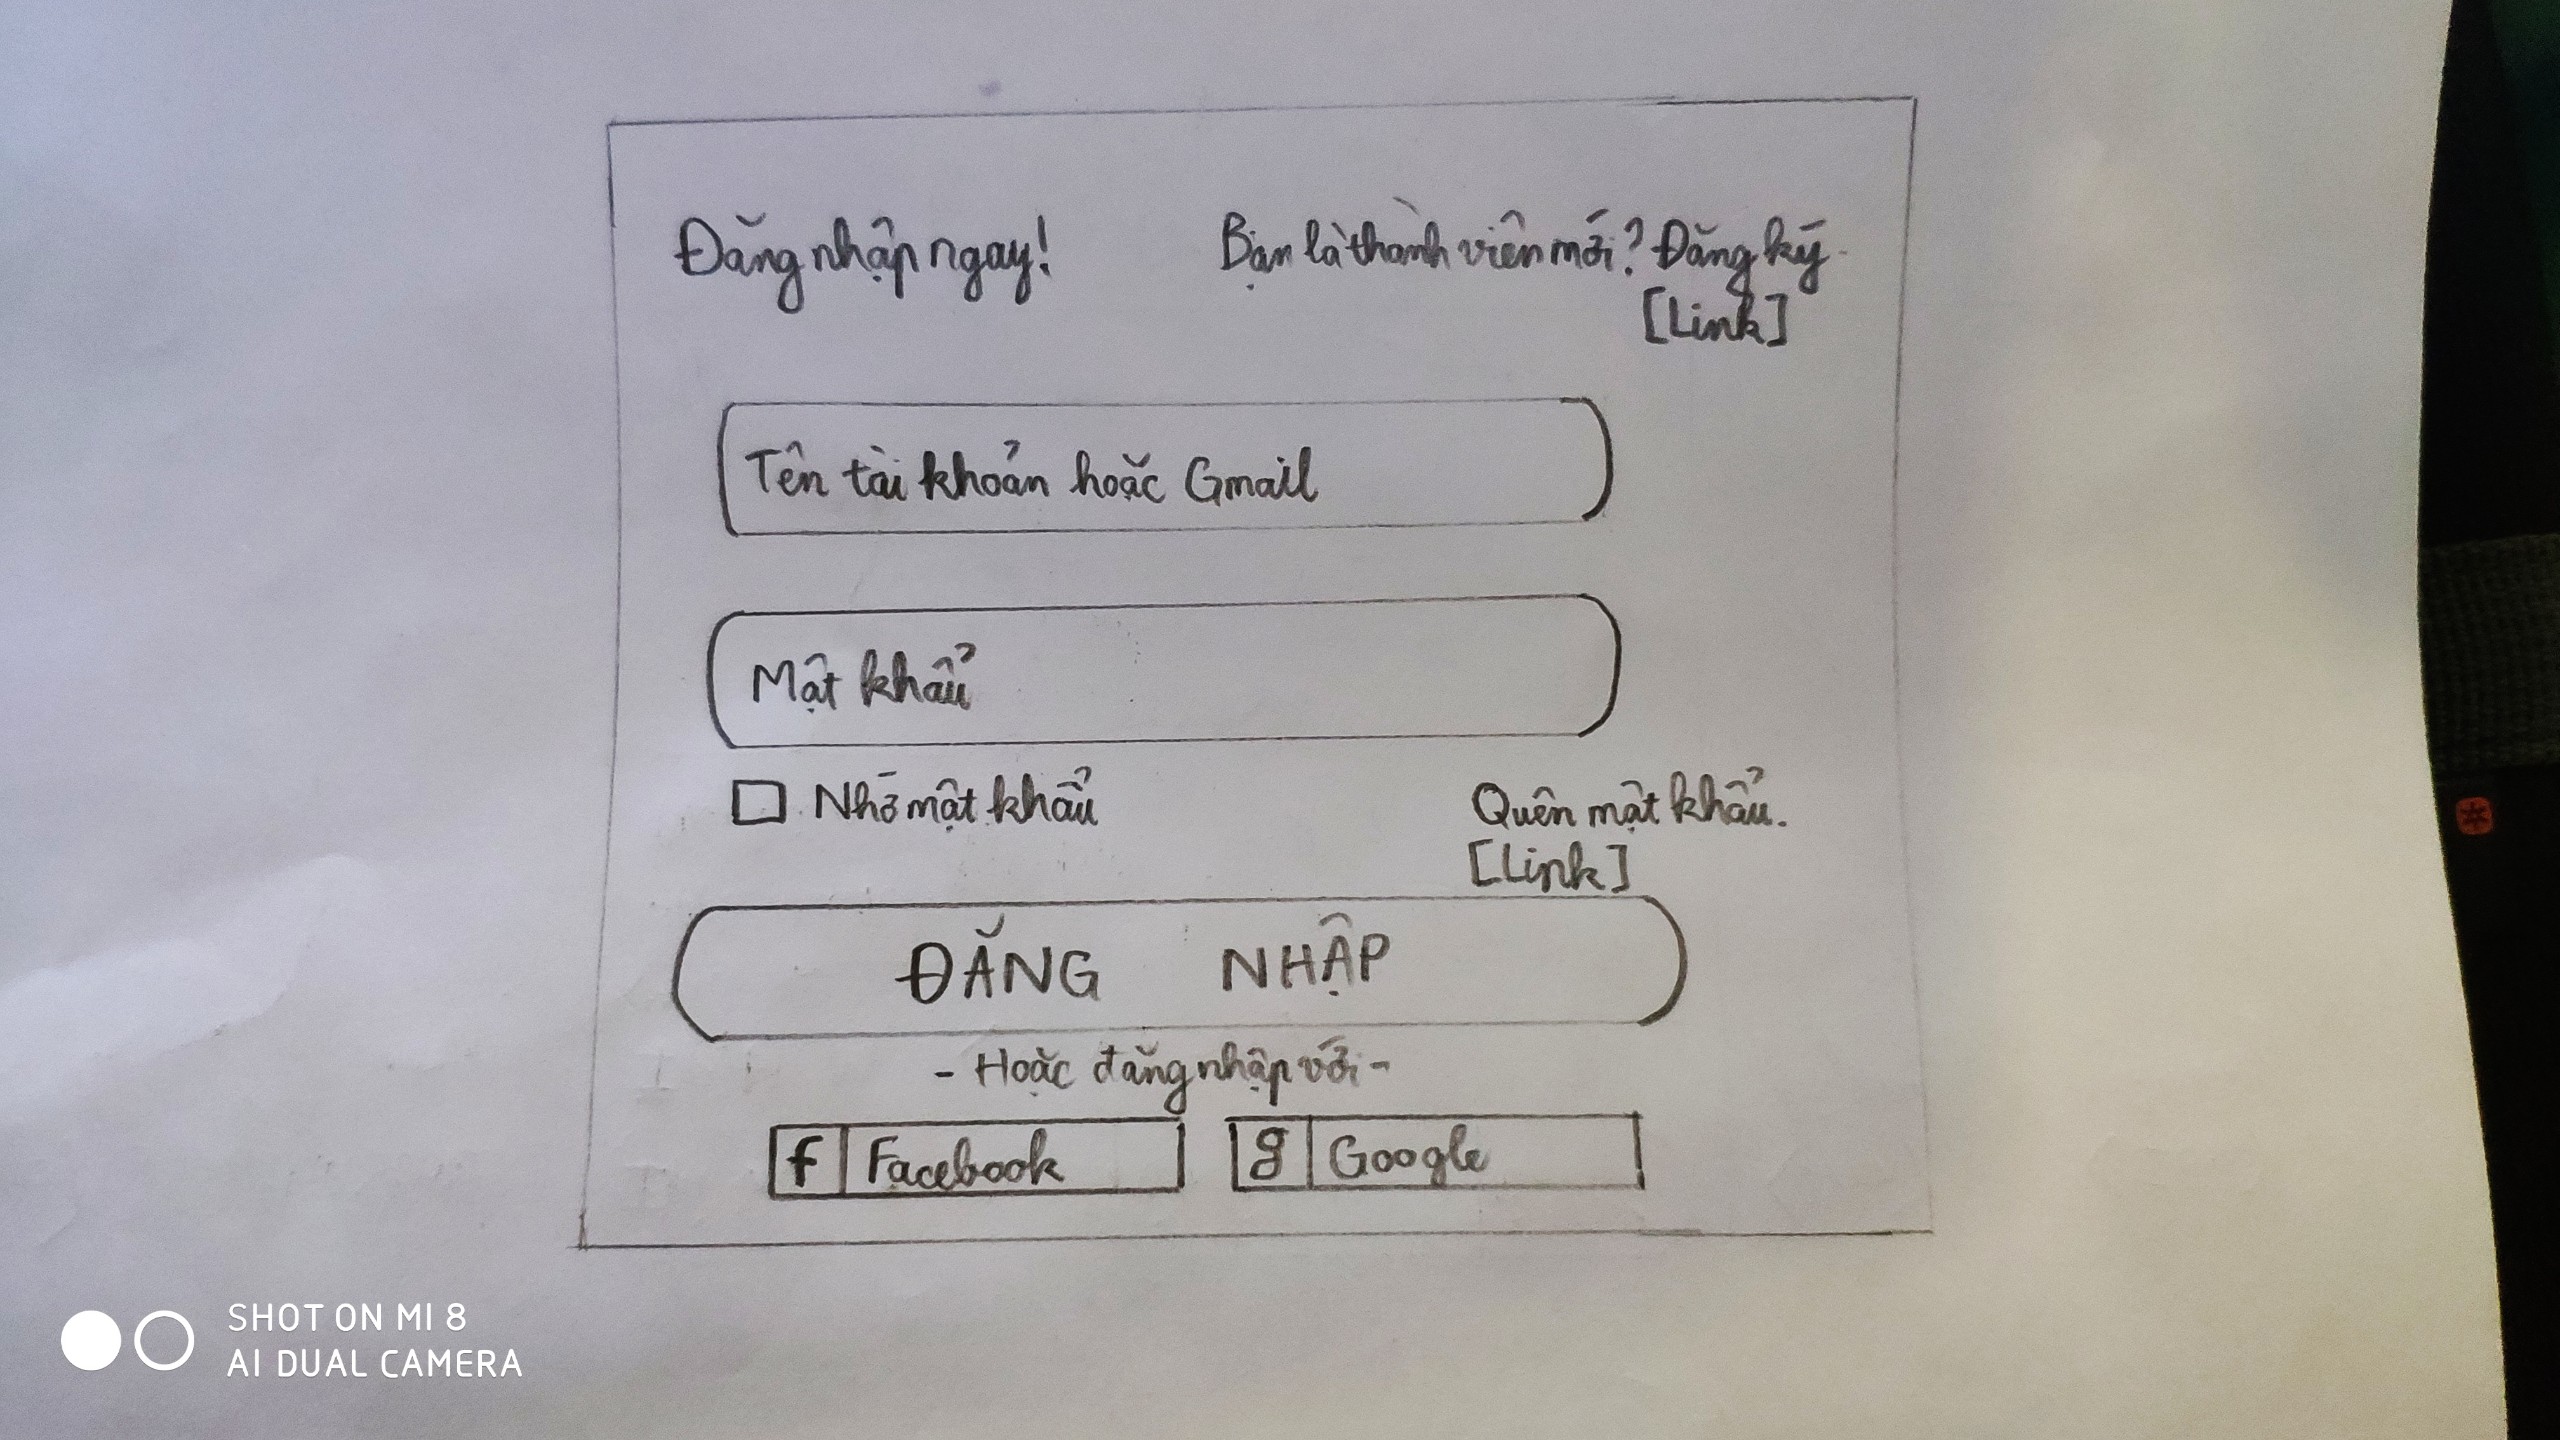 Đăng nhập ngay! Bạn là thành viên mới? Đăng ký.
[Link]
Tên tài khoản hoặc Gmail
Mật khẩu
Nhớ mật khẩu Quên mật khẩu.
[Link]
ĐĂNG NHẬP
- Hoặc đăng nhập với -
f Facebook g Google
SHOT ON MI 8
AI DUAL CAMERA